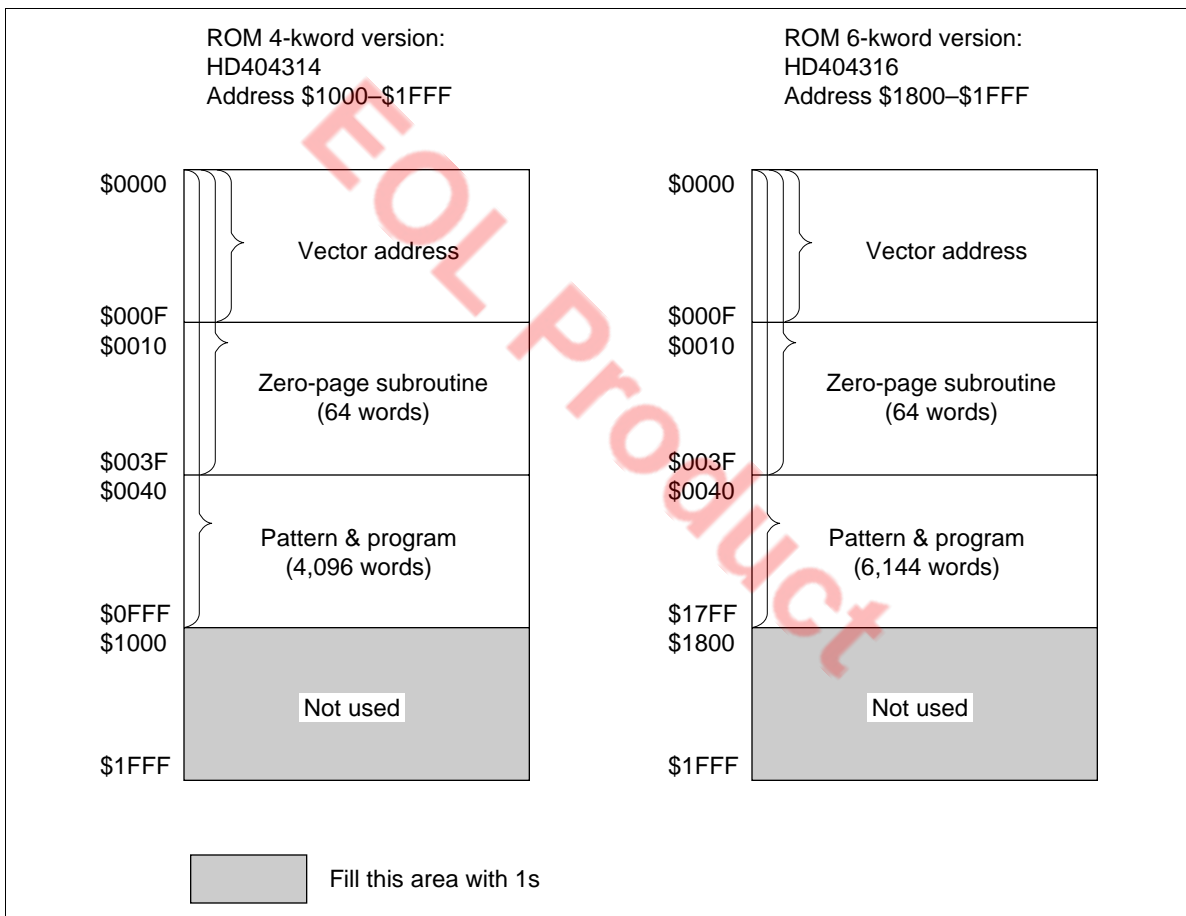 ROM 4-kword version:
HD404314
Address $1000–$1FFF
$0000
Vector address
$000F
$0010
Zero-page subroutine
(64 words)
$003F
$0040
Pattern & program
(4,096 words)
$0FFF
$1000
Not used
$1FFF
ROM 6-kword version:
HD404316
Address $1800–$1FFF
$0000
Vector address
$000F
$0010
Zero-page subroutine
(64 words)
$003F
$0040
Pattern & program
(6,144 words)
$17FF
$1800
Not used
$1FFF
Fill this area with 1s
EOL Product